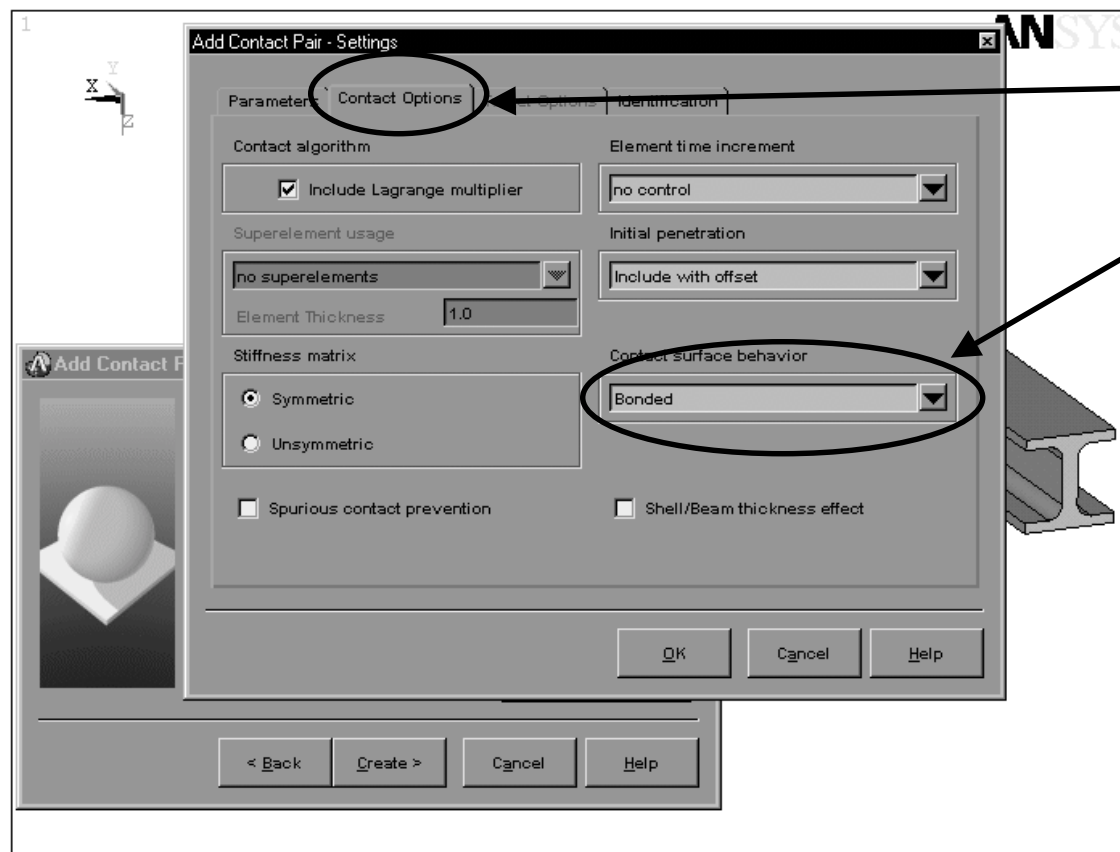 1
ANSYS
Add Contact Pair - Settings
Y
X
Z
Parameters
Contact Options
Options
Identification
Contact algorithm
Element time increment
Include Lagrange multiplier
no control
Superelement usage
Initial penetration
no superelements
Include with offset
Element Thickness
1.0
Stiffness matrix
Contact surface behavior
Add Contact P
Symmetric
Bonded
Unsymmetric
Spurious contact prevention
Shell/Beam thickness effect
OK
Cancel
Help
< Back
Create >
Cancel
Help